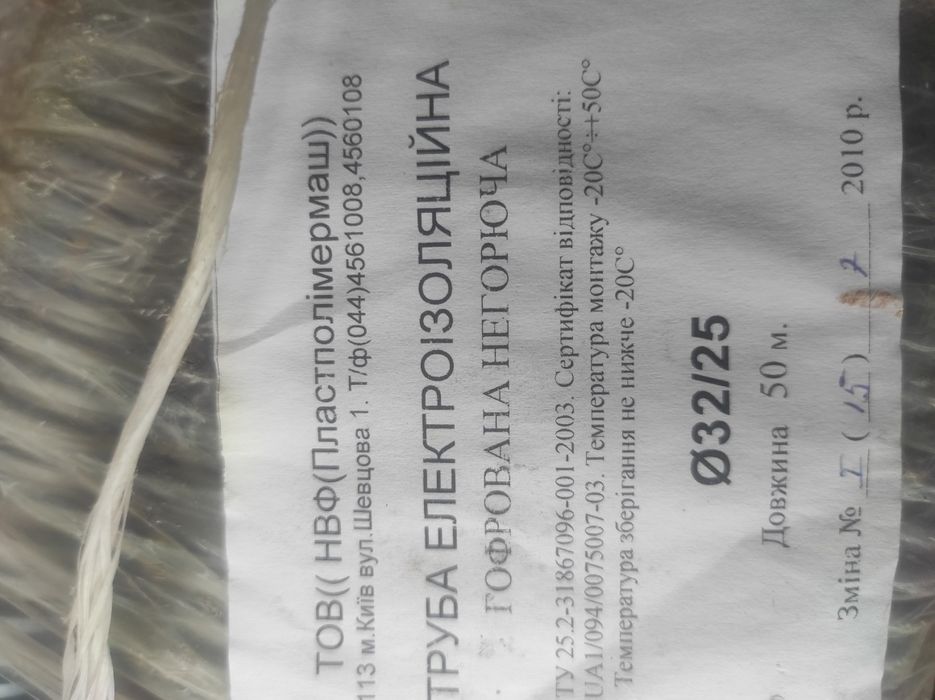 ТОВ(( НВФ(Пластполімермаш))
113 м.Київ вул.Шевцова 1. Т/ф(044)4561008,4560108
ТРУБА ЕЛЕКТРОІЗОЛЯЦІЙНА
ГОФРОВАНА НЕГОРЮЧА
ТУ 25.2-31867096-001-2003. Сертифікат відповідності:
UA1/094/0075007-03. Температура монтажу -20С°÷+50С°
Температура зберігання не нижче -20С°
Ø32/25
Довжина 50 м.
Зміна № I ( 15 ) 2 2010 р.